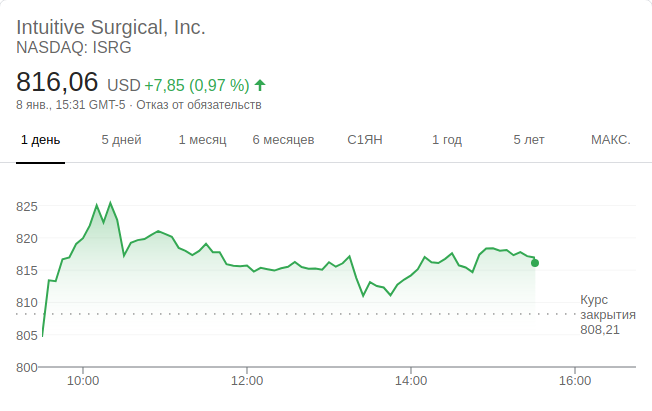 Intuitive Surgical, Inc.
NASDAQ: ISRG
816,06 USD +7,85 (0,97 %) ↑
8 янв., 15:31 GMT-5 · Отказ от обязательств
1 день 5 дней 1 месяц 6 месяцев С1ЯН 1 год 5 лет МАКС.
825
820
815
810
805
800
Курс
закрытия
808,21
10:00 12:00 14:00 16:00